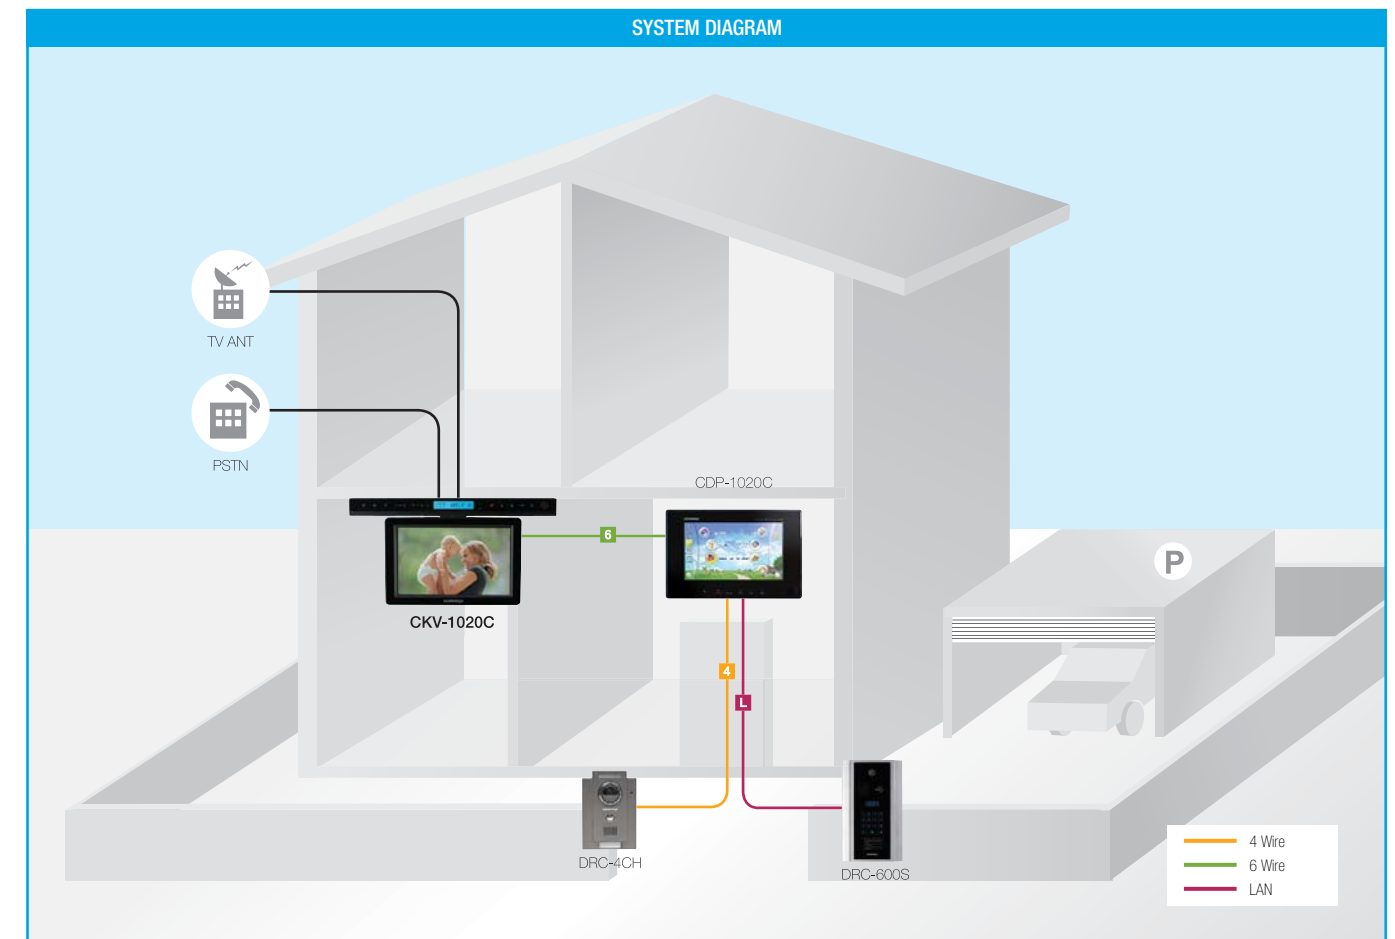 SYSTEM DIAGRAM
TV ANT
PSTN
CDP-1020C
6
P
CKV-1020C
4
L
DRC-4CH
DRC-600S
4 Wire
6 Wire
LAN